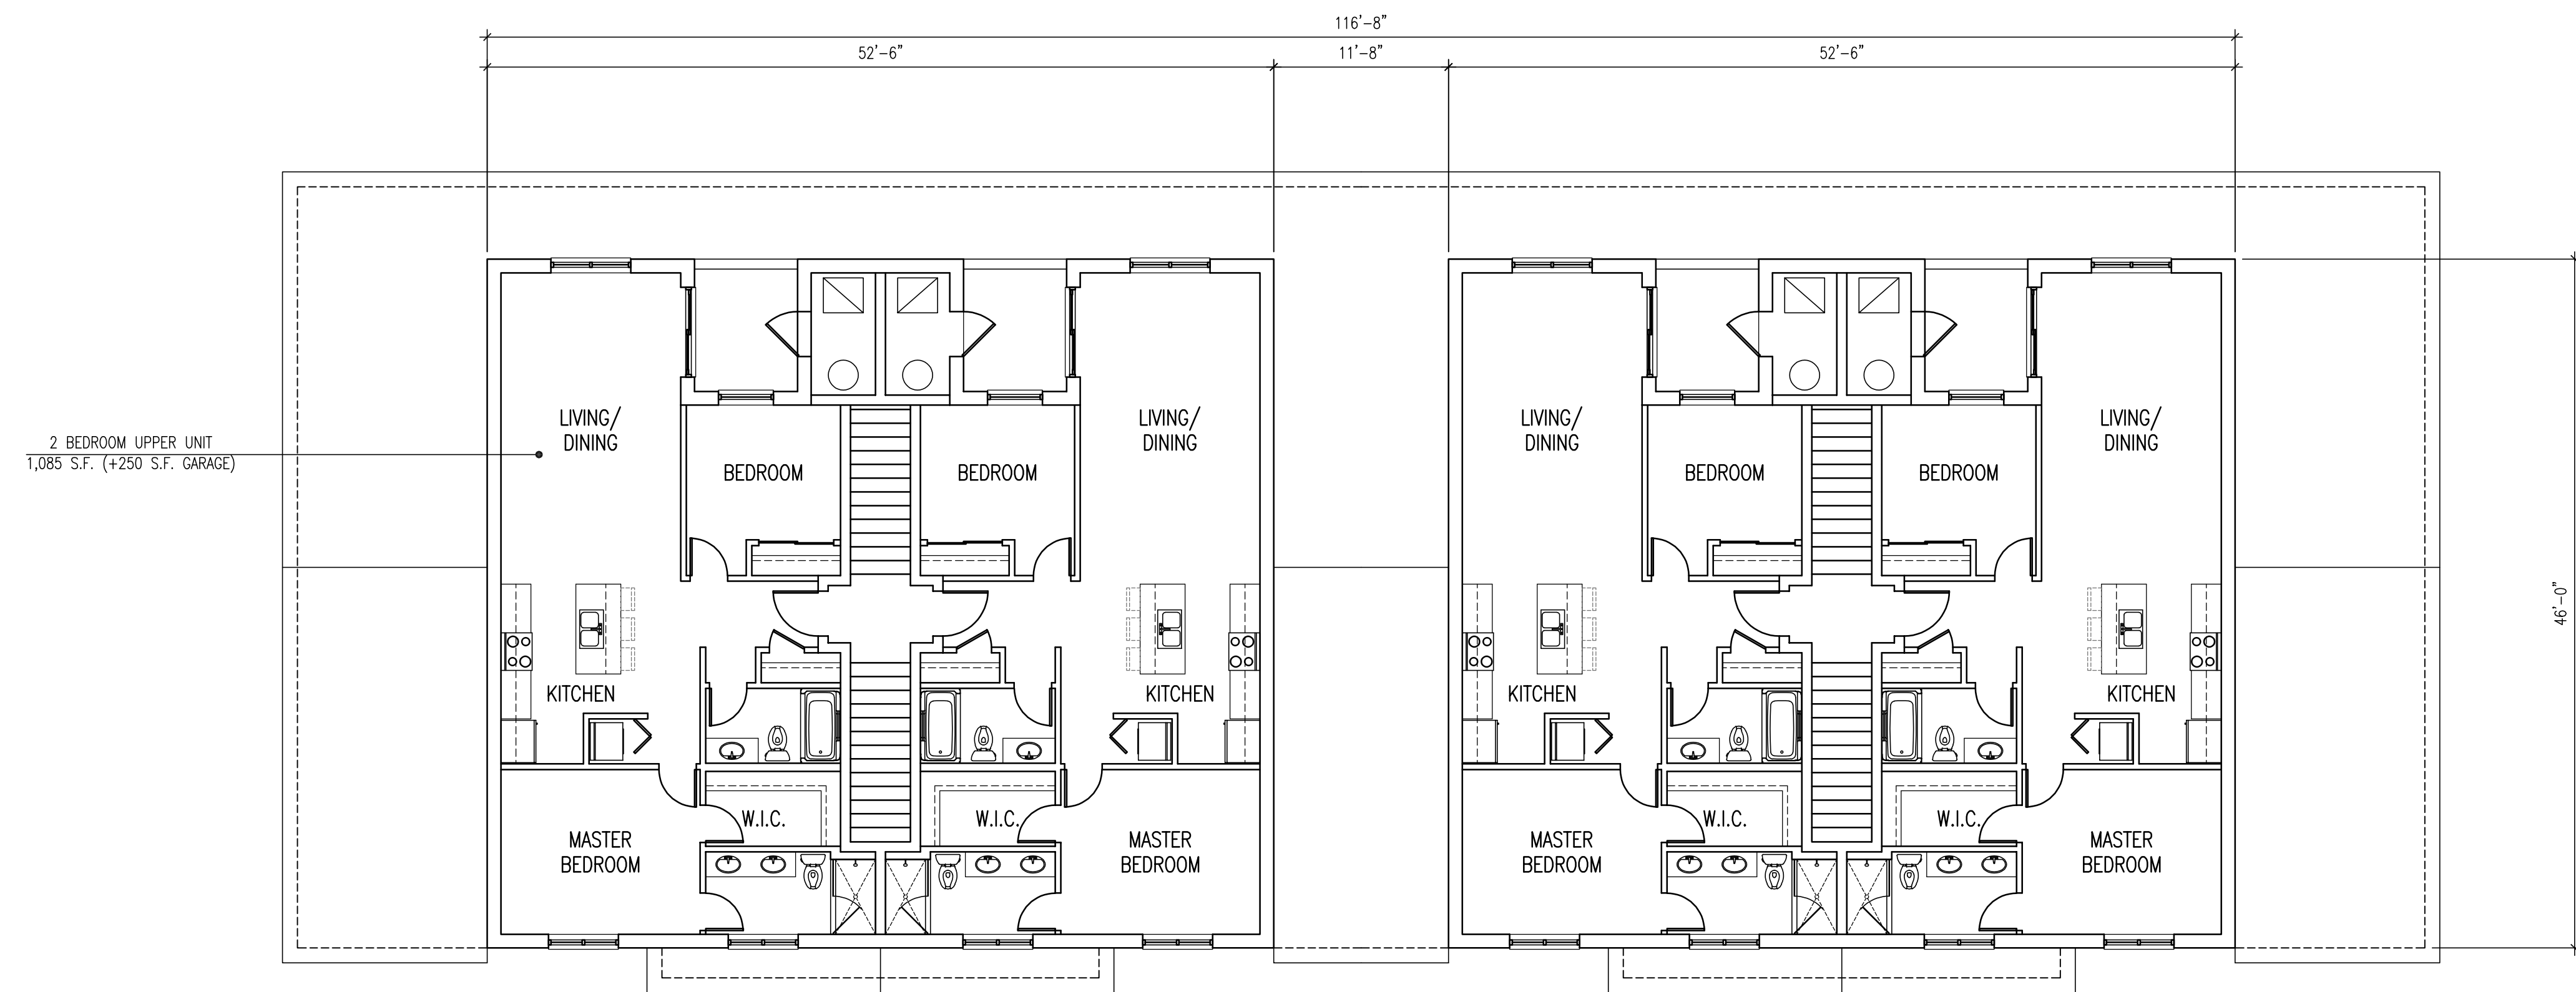 116'-8"
52'-6"
11'-8"
52'-6"
LIVING/
DINING
LIVING/
DINING
LIVING/
DINING
LIVING/
DINING
2 BEDROOM UPPER UNIT
1,085 S.F. (+250 S.F. GARAGE)
BEDROOM
BEDROOM
BEDROOM
BEDROOM
46'-0"
KITCHEN
KITCHEN
KITCHEN
KITCHEN
W.I.C.
W.I.C.
W.I.C.
W.I.C.
MASTER
BEDROOM
MASTER
BEDROOM
MASTER
BEDROOM
MASTER
BEDROOM